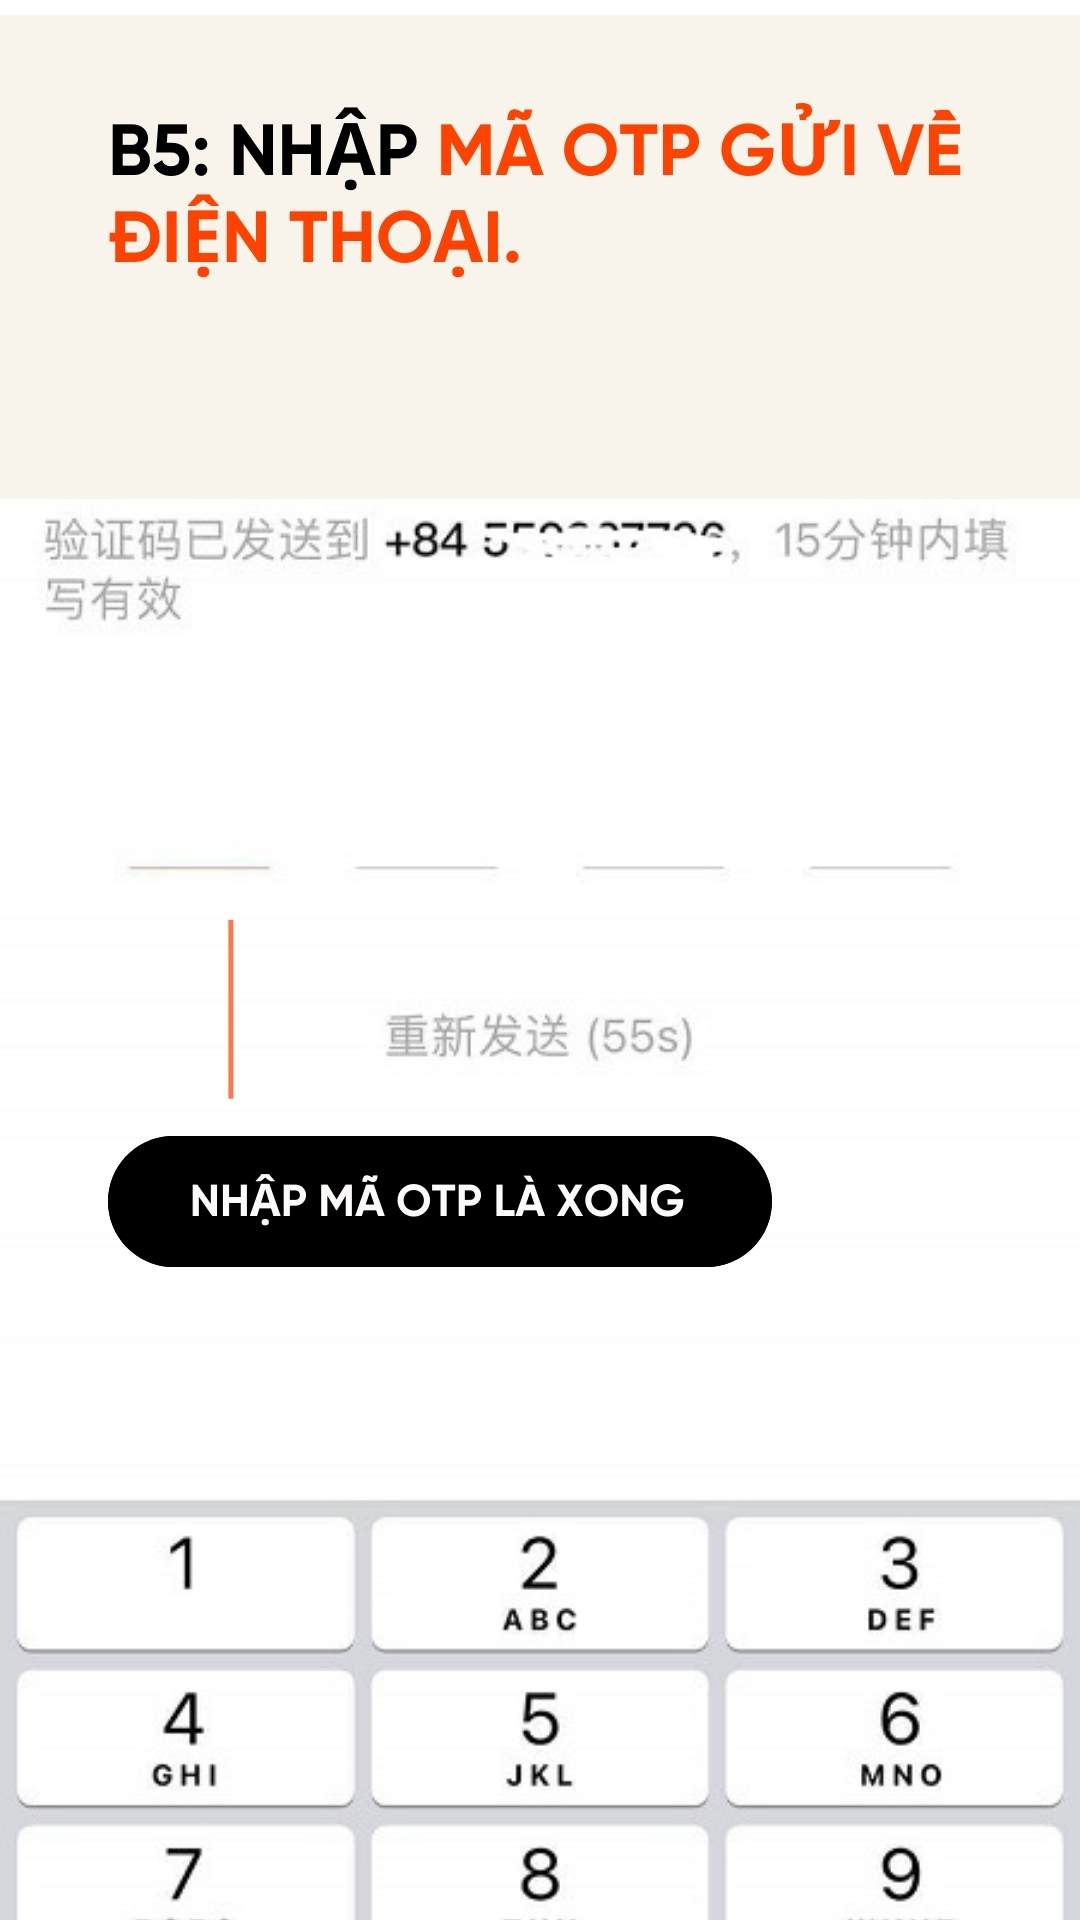 B5: NHẬP MÃ OTP GỬI VỀ
ĐIỆN THOẠI.
验证码已发送到 +84 , 15分钟内填
写有效
重新发送 (55s)
NHẬP MÃ OTP LÀ XONG
1
2
3
ABC
DEF
4
5
6
GHI
JKL
MNO
7
8
9